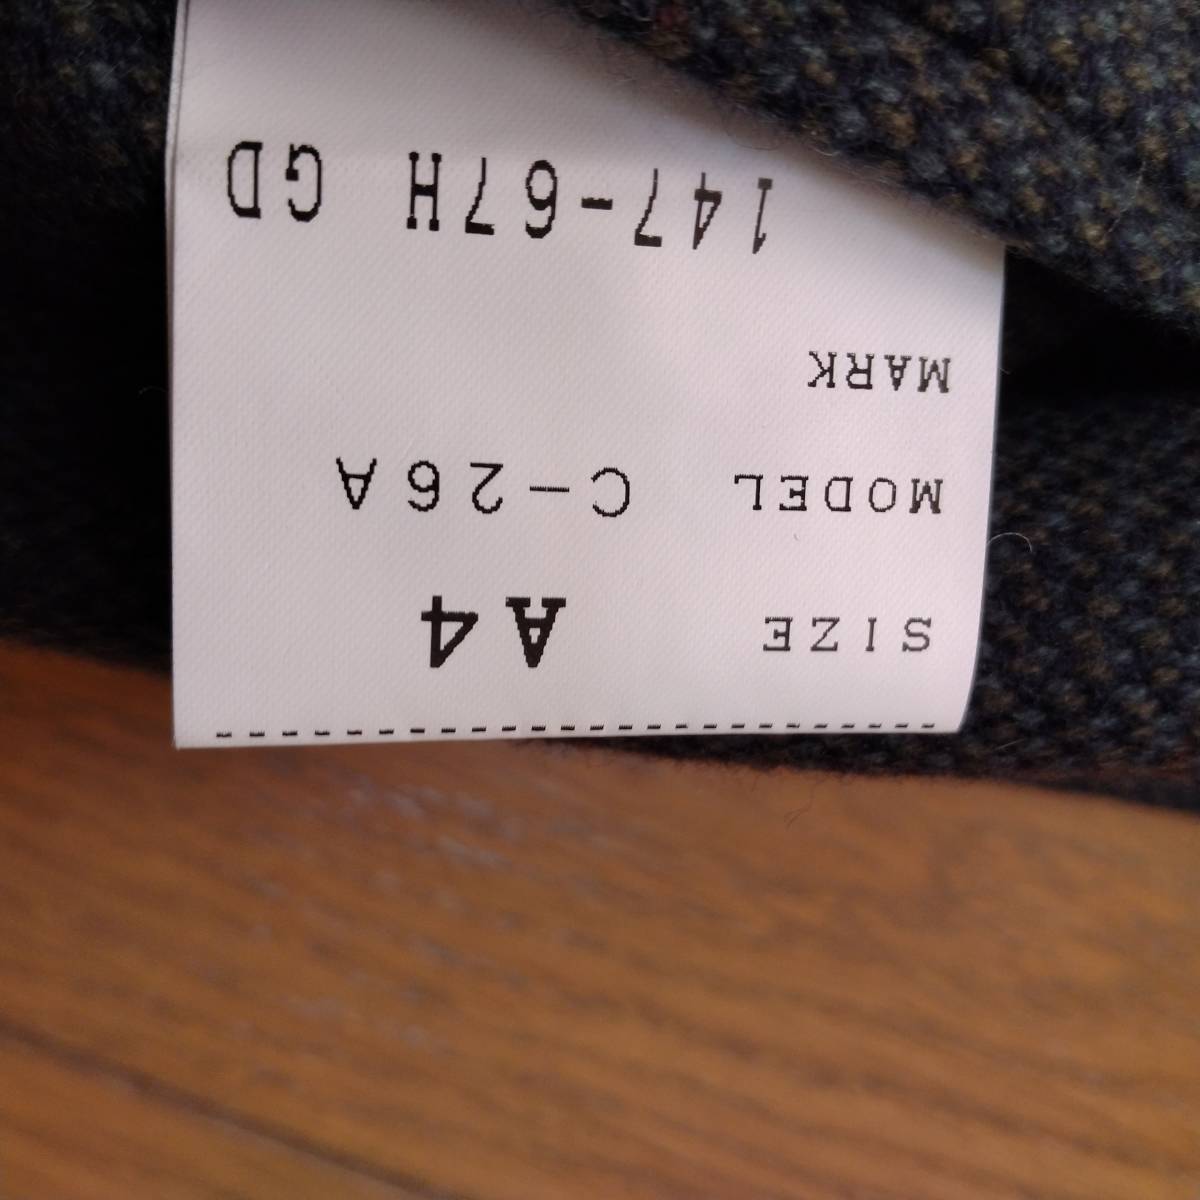 SIZE A4
MODEL C-26A
MARK
147-67H GD